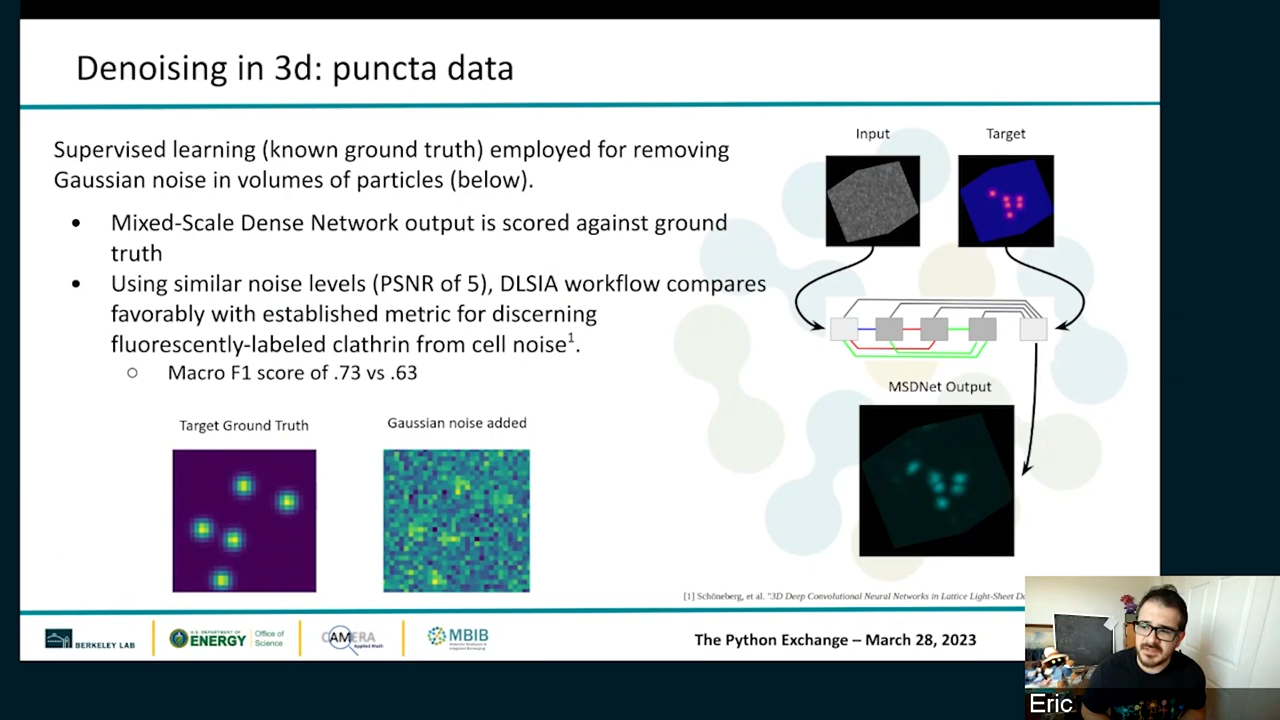 Denoising in 3d: puncta data
Supervised learning (known ground truth) employed for removing
Gaussian noise in volumes of particles (below).
• Mixed-Scale Dense Network output is scored against ground
truth
• Using similar noise levels (PSNR of 5), DLSIA workflow compares
favorably with established metric for discerning
fluorescently-labeled clathrin from cell noise¹.
○ Macro F1 score of .73 vs .63
Target Ground Truth
Gaussian noise added
Input
Target
MSDNet Output
[1] Schöneberg, et al. "3D Deep Convolutional Neural Networks in Lattice Light-Sheet
BERKELEY LAB
U.S. DEPARTMENT OF
ENERGY
Office of
Science
CAMERA
Applied Math
MBIB
The Python Exchange – March 28, 2023
Eric